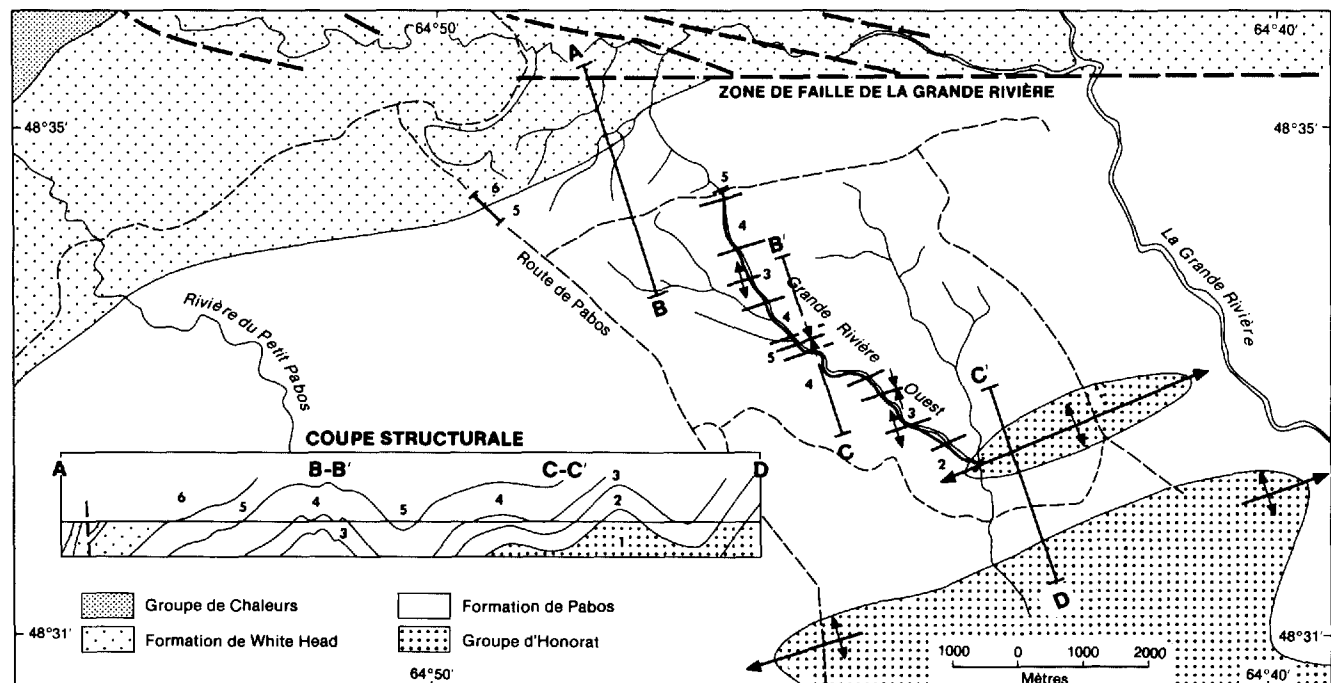 64°50'
64°40'
A
ZONE DE FAILLE DE LA GRANDE RIVIÈRE
48°35'
48°35'
6
5
5
4
B'
3
B
4
5
4
C
Route de Pabos
Rivière du Petit Pabos
Grande Rivière Ouest
La Grande Rivière
3
2
C'
D
COUPE STRUCTURALE
A
B-B'
C-C'
D
6
5
4
3
5
4
3
2
1
Groupe de Chaleurs
Formation de Pabos
Formation de White Head
Groupe d'Honorat
48°31'
48°31'
64°50'
64°40'
1000 0 1000 2000
Mètres